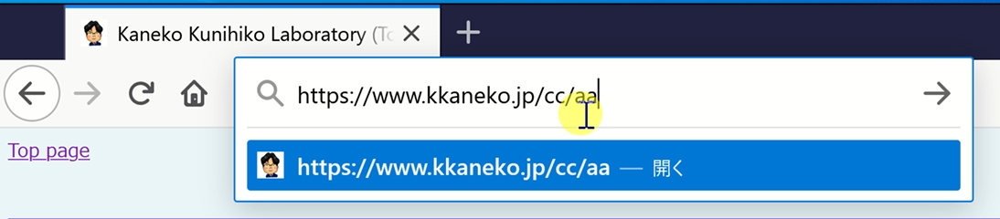 Kaneko Kunihiko Laboratory (To
https://www.kkaneko.jp/cc/aa
Top page
https://www.kkaneko.jp/cc/aa — 開く